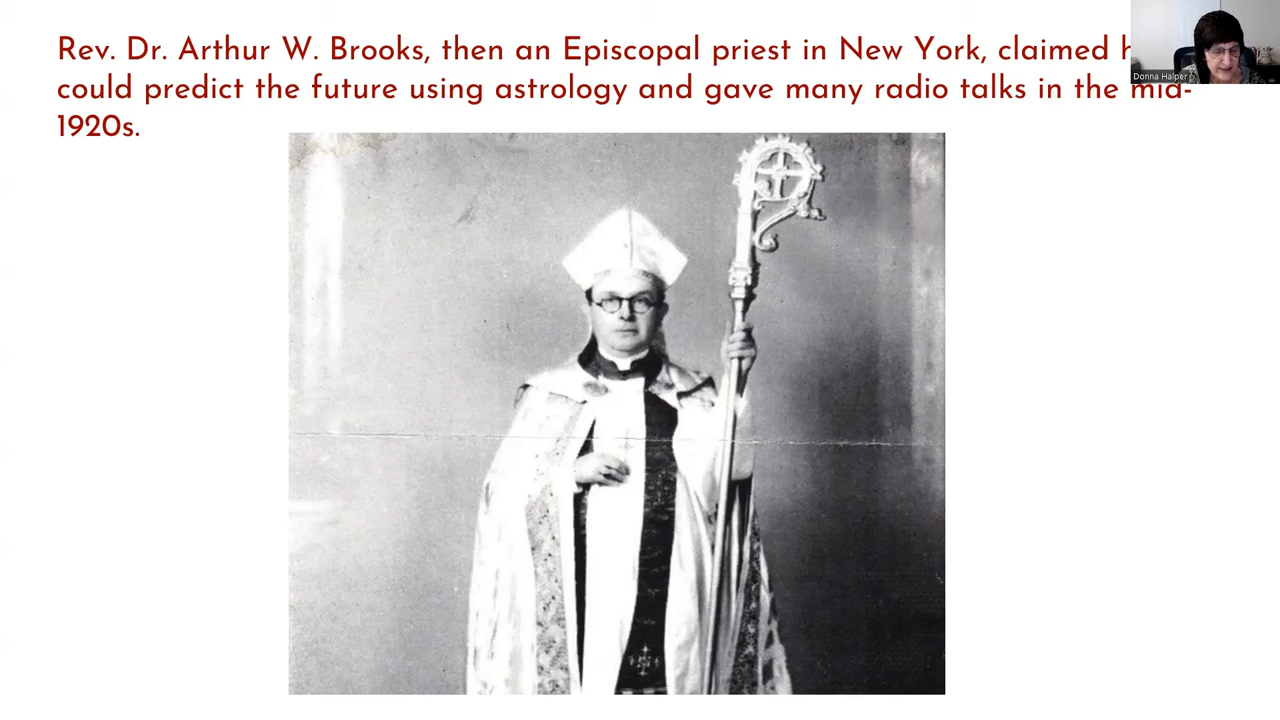 Rev. Dr. Arthur W. Brooks, then an Episcopal priest in New York, claimed
could predict the future using astrology and gave many radio talks in the mid-
1920s.
Donna Halper